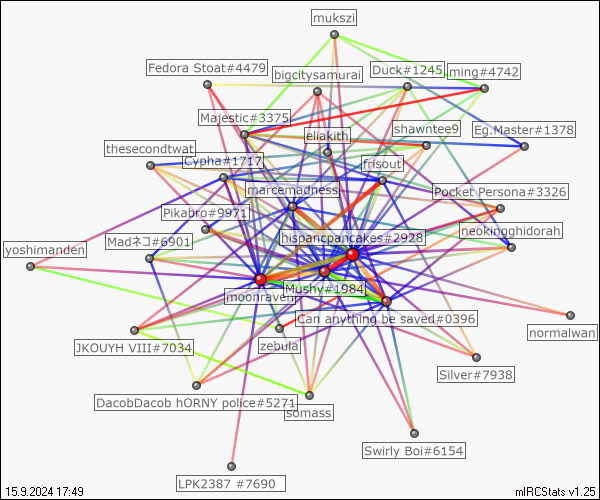 mukszi
Fedora Stoat#4479
bigcitysamurai
Duck#1245
ming#4742
Majestic#3375
eliakith
shawntee9
Eg.Master#1378
thesecondtwat
Cypha#1717
frisout
marcemadness
Pocket Persona#3326
Pikabro#9971
hispancpancakes#2928
neokingghidorah
yoshimanden
Madネコ#6901
Mushy#1984
moonraven
Can anything be saved#0396
normalwan
JKOUYH VIII#7034
zebula
Silver#7938
DacobDacob hORNY police#5271
somass
Swirly Boi#6154
LPK2387 #7690
15.9.2024 17:49
mIRCStats v1.25